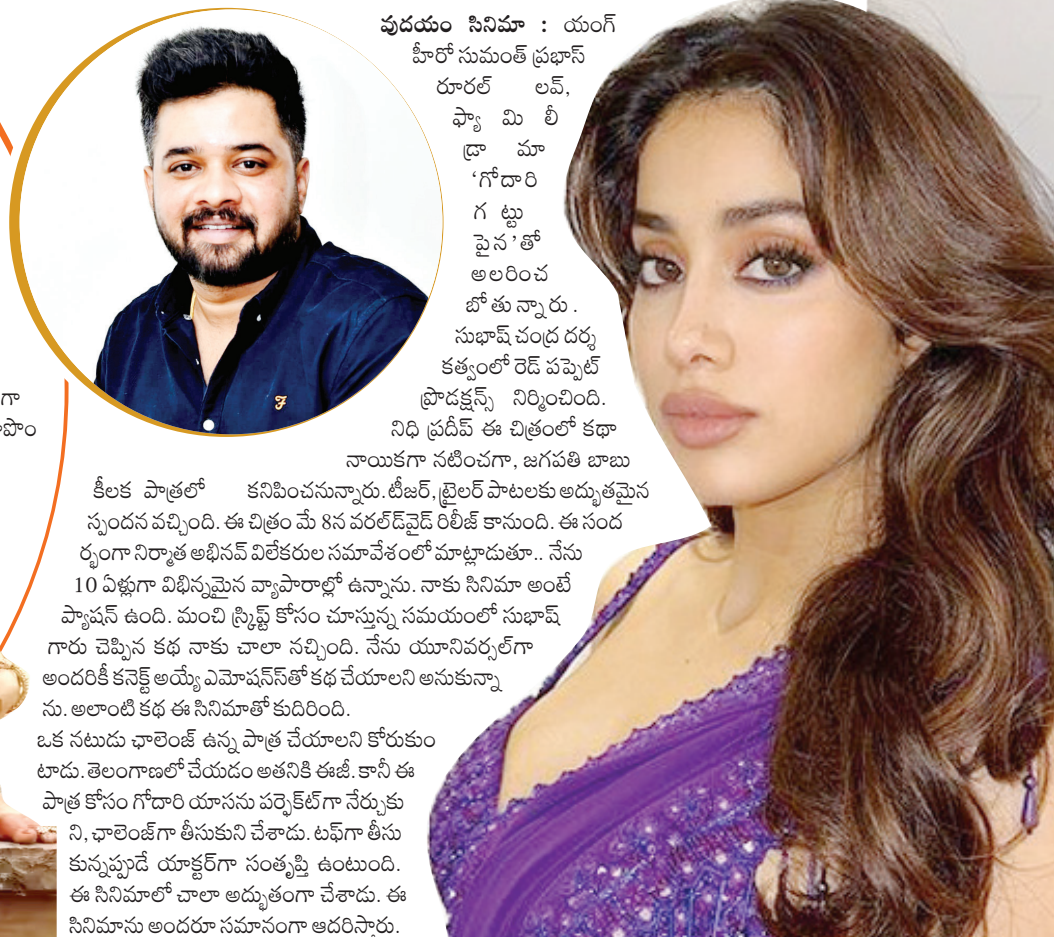 వుదయం సినిమా : యంగ్
హీరో సుమంత్ ప్రభాస్
రూరల్ లవ్,
ఫ్యా మి లీ
డ్రా మా
‘గోదారి
గ ట్టు
పైన’తో
అలరించ
బోతు న్నారు .
సుభాష్ చంద్ర దర్శ
కత్వంలో రెడ్ పప్పెట్
ప్రొడక్షన్స్ నిర్మించింది.
నిధి ప్రదీప్ ఈ చిత్రంలో కథా
నాయికగా నటించగా, జగపతి బాబు
కీలక పాత్రలో కనిపించనున్నారు. టీజర్, ట్రైలర్ పాటలకు అద్భుతమైన
స్పందన వచ్చింది. ఈ చిత్రం మే 8న వరల్డ్‌వైడ్ రిలీజ్ కానుంది. ఈ సంద
ర్భంగా నిర్మాత అభినవ్ విలేకరుల సమావేశంలో మాట్లాడుతూ.. నేను
10 ఏళ్లుగా విభిన్నమైన వ్యాపారాల్లో ఉన్నాను. నాకు సినిమా అంటే
ప్యాషన్ ఉంది. మంచి స్క్రిప్ట్ కోసం చూస్తున్న సమయంలో సుభాష్
గారు చెప్పిన కథ నాకు చాలా నచ్చింది. నేను యూనివర్సల్‌గా
అందరికీ కనెక్ట్ అయ్యే ఎమోషన్స్‌తో కథ చేయాలని అనుకున్నా
ను. అలాంటి కథ ఈ సినిమాతో కుదిరింది.
ఒక నటుడు ఛాలెంజ్ ఉన్న పాత్ర చేయాలని కోరుకుం
టాడు. తెలంగాణలో చేయడం అతనికి ఈజీ. కానీ ఈ
పాత్ర కోసం గోదారి యాసను పర్ఫెక్ట్‌గా నేర్చుకు
ని, ఛాలెంజ్‌గా తీసుకుని చేశాడు. టఫ్‌గా తీసు
కున్నప్పుడే యాక్టర్‌గా సంతృప్తి ఉంటుంది.
ఈ సినిమాలో చాలా అద్భుతంగా చేశాడు. ఈ
సినిమాను అందరూ సమానంగా ఆదరిస్తారు.
గా